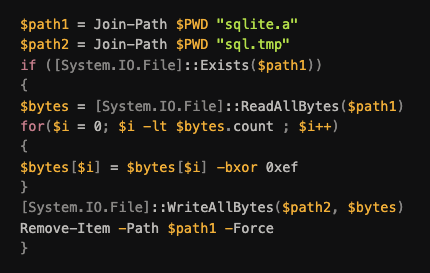 $path1 = Join-Path $PWD "sqlite.a"
$path2 = Join-Path $PWD "sql.tmp"
if ([System.IO.File]::Exists($path1))
{
$bytes = [System.IO.File]::ReadAllBytes($path1)
for($i = 0; $i -lt $bytes.count ; $i++)
{
$bytes[$i] = $bytes[$i] -bxor 0xef
}
[System.IO.File]::WriteAllBytes($path2, $bytes)
Remove-Item -Path $path1 -Force
}